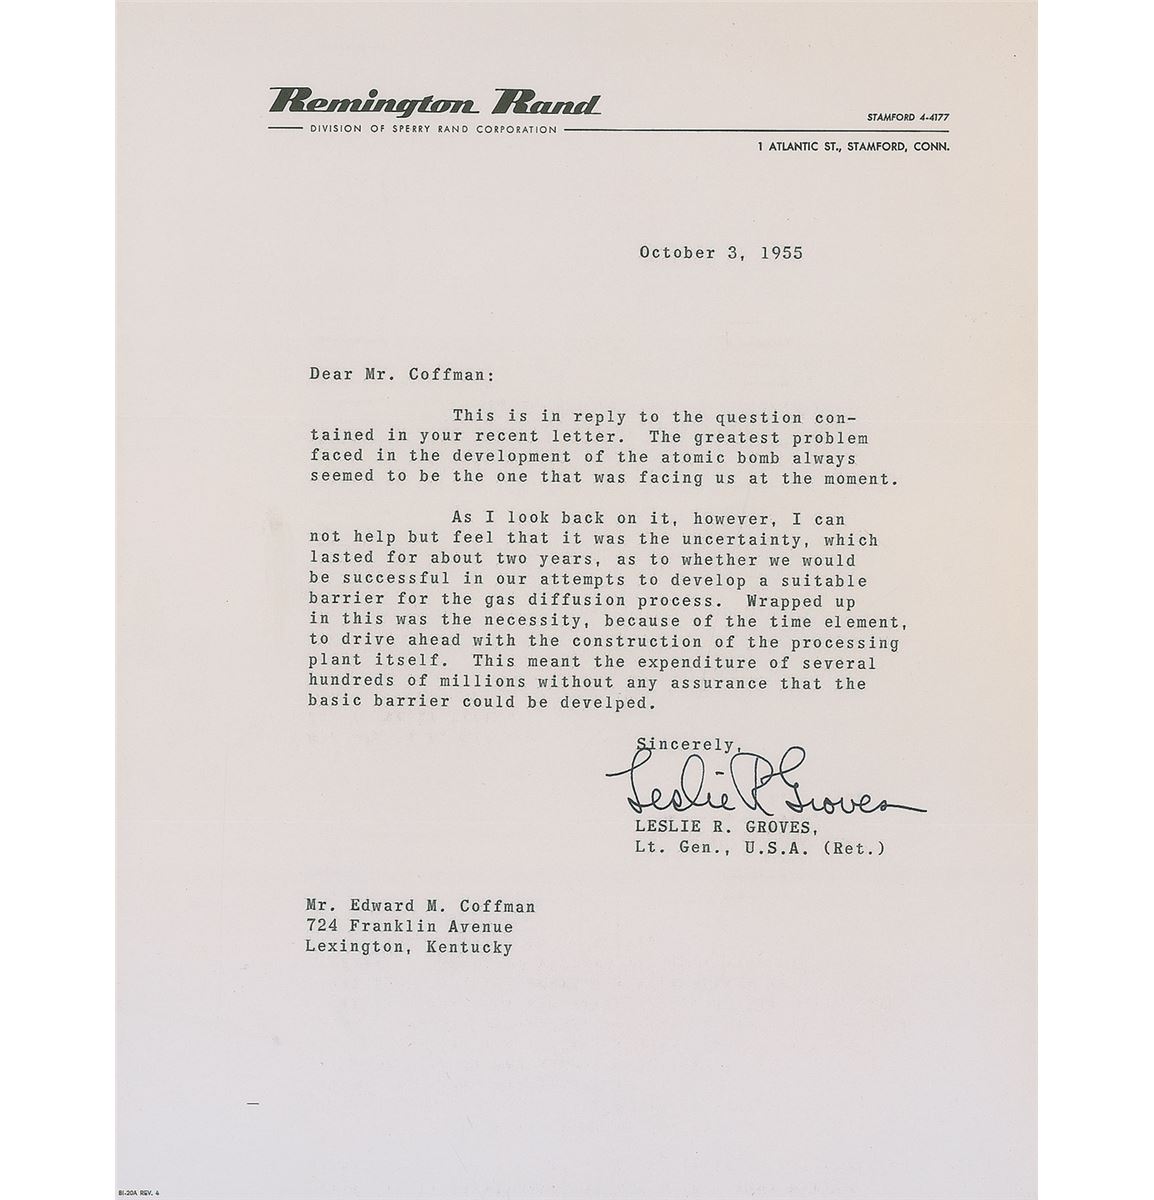 Remington Rand
DIVISION OF SPERRY RAND CORPORATION
STAMFORD 4-4177
1 ATLANTIC ST., STAMFORD, CONN.
October 3, 1955
Dear Mr. Coffman:
This is in reply to the question con-
tained in your recent letter. The greatest problem
faced in the development of the atomic bomb always
seemed to be the one that was facing us at the moment.
As I look back on it, however, I can
not help but feel that it was the uncertainty, which
lasted for about two years, as to whether we would
be successful in our attempts to develop a suitable
barrier for the gas diffusion process. Wrapped up
in this was the necessity, because of the time element,
to drive ahead with the construction of the processing
plant itself. This meant the expenditure of several
hundreds of millions without any assurance that the
basic barrier could be develped.
Sincerely,
Leslie R Groves
LESLIE R. GROVES,
Lt. Gen., U.S.A. (Ret.)
Mr. Edward M. Coffman
724 Franklin Avenue
Lexington, Kentucky
BI-20A REV. 4